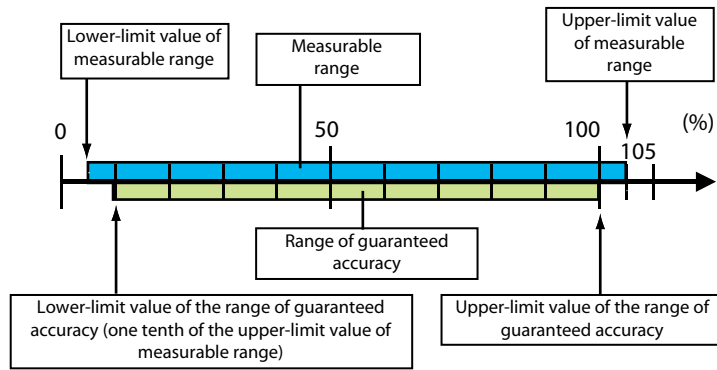 Lower-limit value of
measurable range
Measurable
range
Upper-limit value
of measurable
range
0
50
100
105
(%)
Range of guaranteed
accuracy
Lower-limit value of the range of guaranteed
accuracy (one tenth of the upper-limit value of
measurable range)
Upper-limit value of the range of
guaranteed accuracy